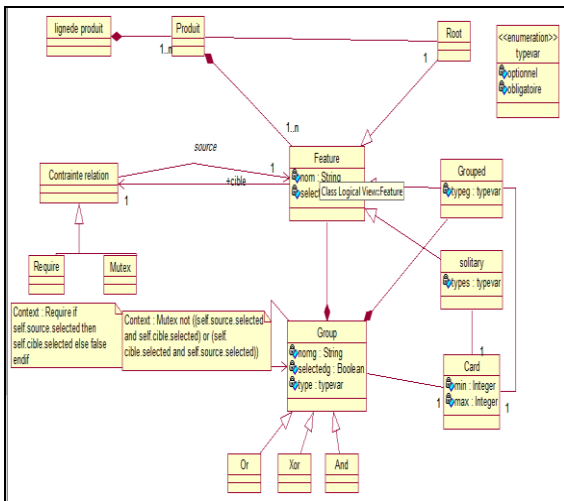 lignede produit
Produit
Root
<<enumeration>>
typevar
optionnel
obligatoire
1..n
1
1..n
source
1
+cible
1
Contrainte relation
Feature
nom : String
select
Class Logical View::Feature
Grouped
typeg : typevar
solitary
types : typevar
Require
Mutex
Context : Require if
self.source.selected then
self.cible.selected else false
endif
Context : Mutex not ((self.source.selected
and self.cible.selected) or (self.
cible.selected and self.source.selected))
Group
nomg : String
selectedg : Boolean
type : typevar
1
Card
min : Integer
max : Integer
1
1
Or
Xor
And